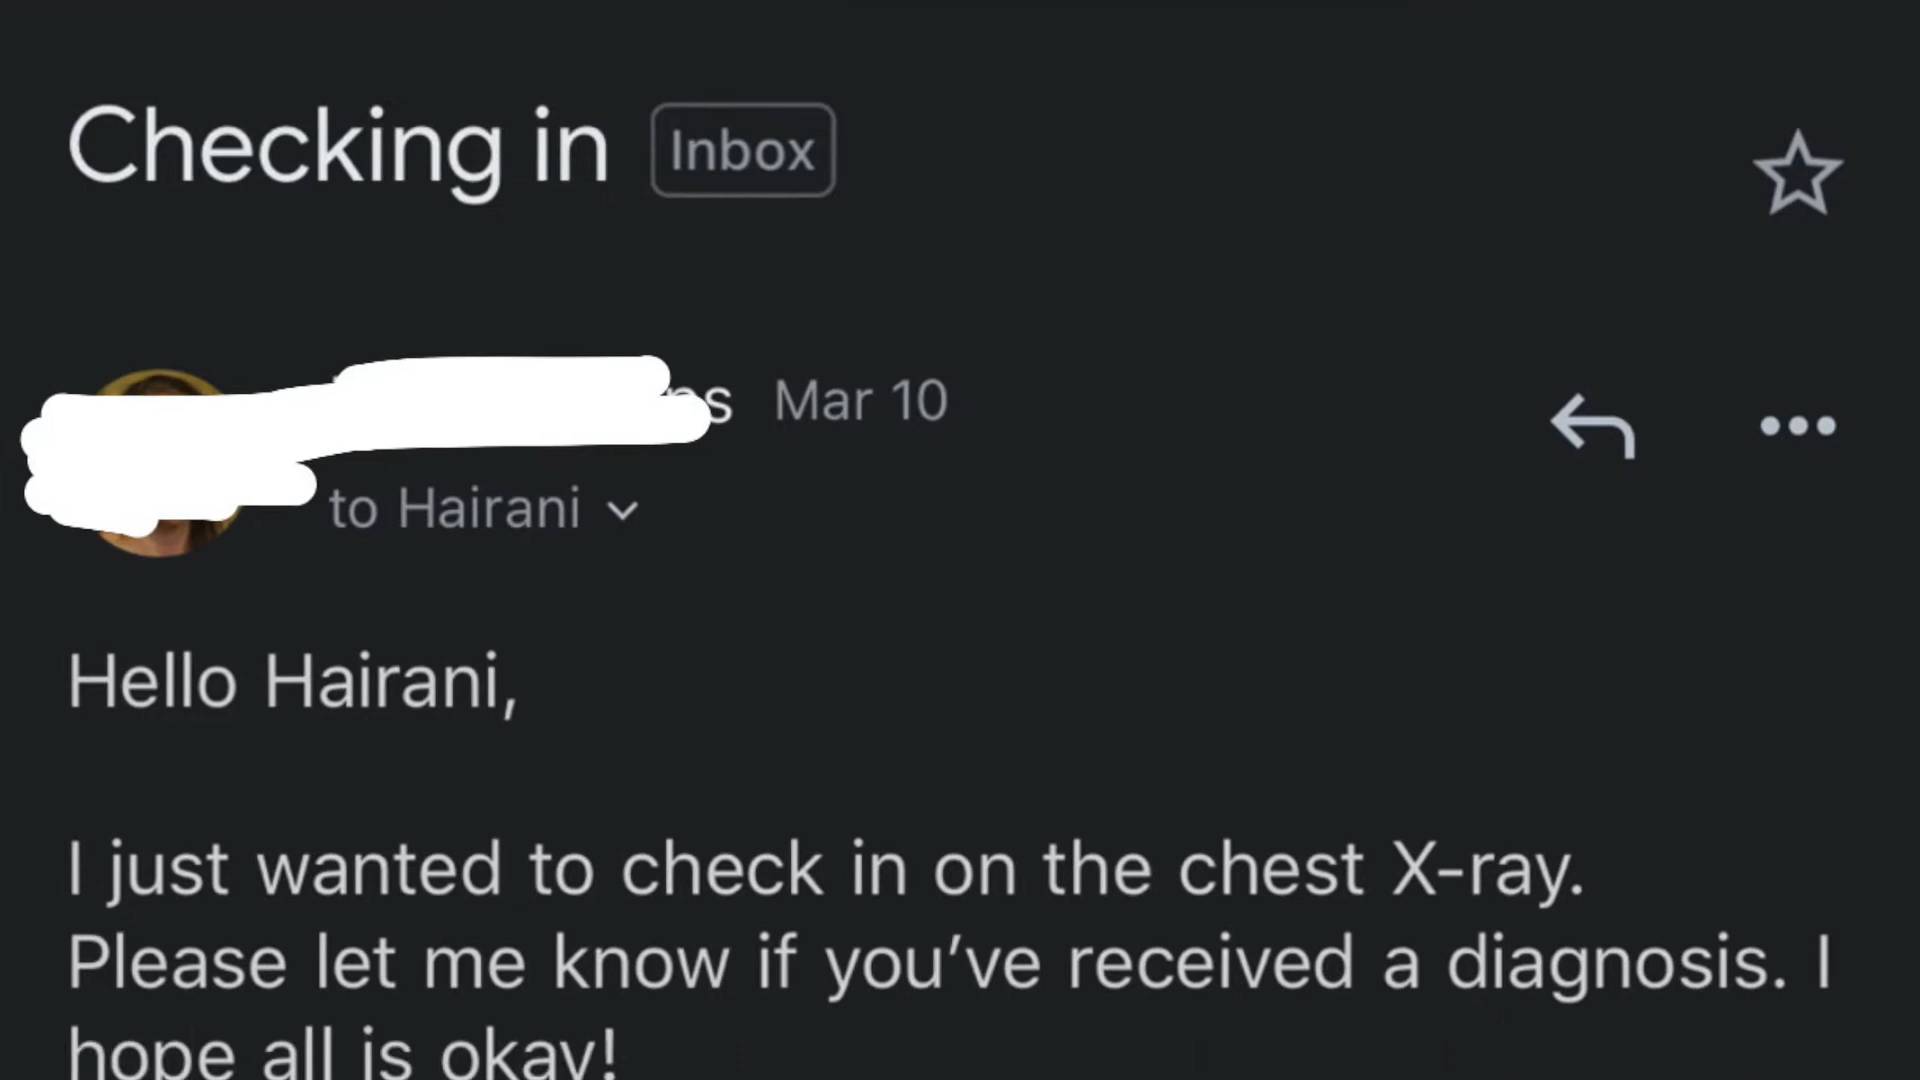 Checking in Inbox
Mar 10
to Hairani
Hello Hairani,
I just wanted to check in on the chest X-ray.
Please let me know if you've received a diagnosis. I
hope all is okay!